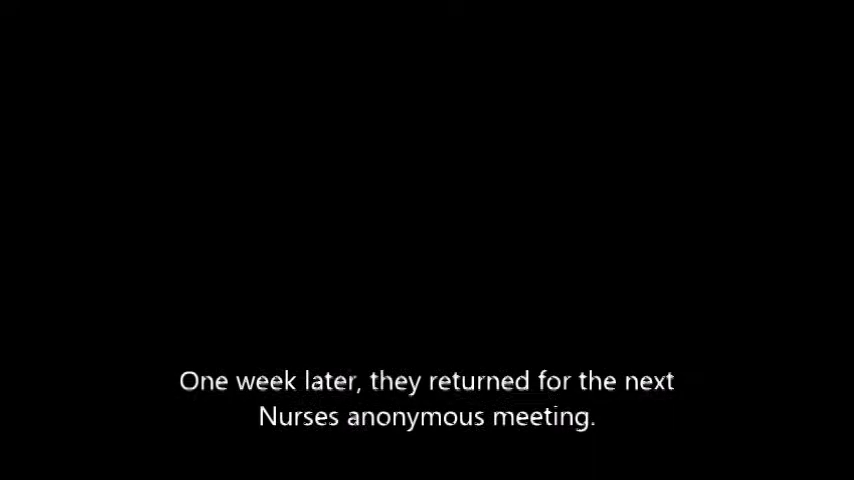 One week later, they returned for the next
Nurses anonymous meeting.